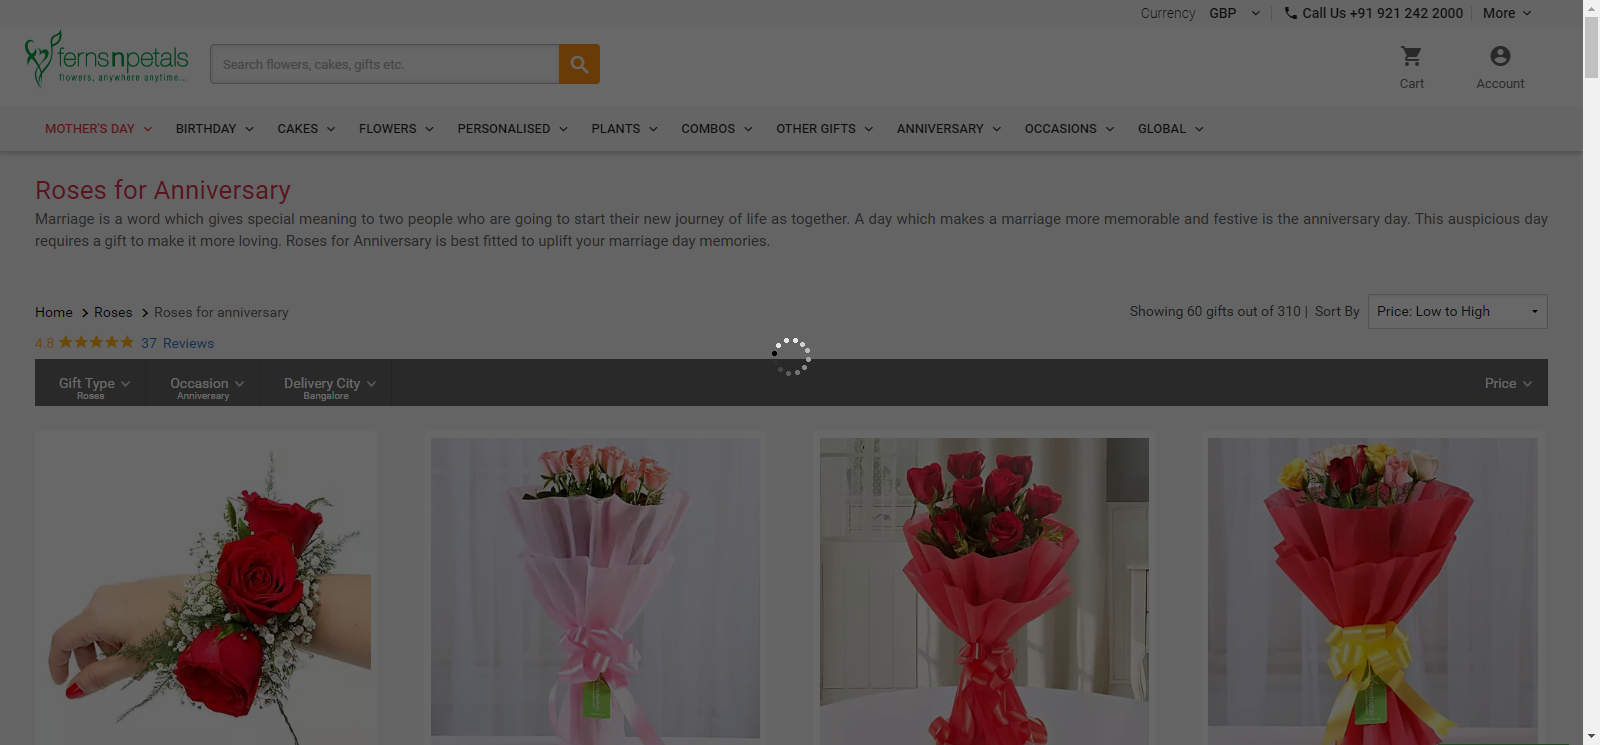 Currency GBP Call Us +91 921 242 2000 More
fernsnpetals
flowers, anywhere anytime...
Search flowers, cakes, gifts etc.
Cart
Account
MOTHER'S DAY BIRTHDAY CAKES FLOWERS PERSONALISED PLANTS COMBOS OTHER GIFTS ANNIVERSARY OCCASIONS GLOBAL
Roses for Anniversary
Marriage is a word which gives special meaning to two people who are going to start their new journey of life as together. A day which makes a marriage more memorable and festive is the anniversary day. This auspicious day
requires a gift to make it more loving. Roses for Anniversary is best fitted to uplift your marriage day memories.
Home > Roses > Roses for anniversary
Showing 60 gifts out of 310 | Sort By Price: Low to High
4.8 ★★★★★ 37 Reviews
Gift Type Occasion Delivery City Price
Roses Anniversary Bangalore